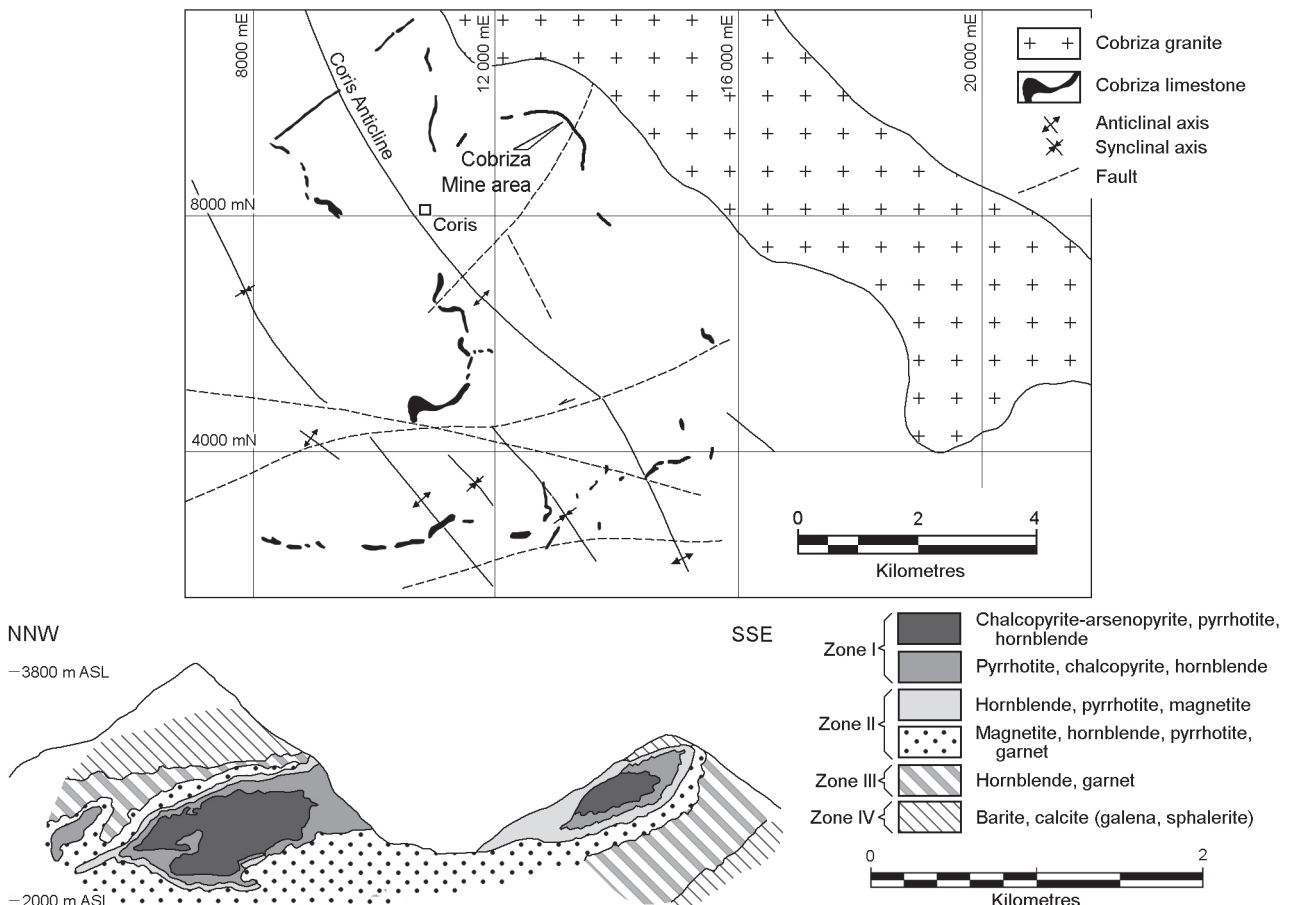 8000 mE
12 000 mE
16 000 mE
20 000 mE
Coris Anticline
Cobriza
Mine area
8000 mN
Coris
4000 mN
Cobriza granite
Cobriza limestone
Anticlinal axis
Synclinal axis
Fault
0 2 4
Kilometres
NNW
SSE
3800 m ASL
2000 m ASL
Zone I
Chalcopyrite-arsenopyrite, pyrrhotite,
hornblende
Pyrrhotite, chalcopyrite, hornblende
Zone II
Hornblende, pyrrhotite, magnetite
Magnetite, hornblende, pyrrhotite,
garnet
Zone III
Hornblende, garnet
Zone IV
Barite, calcite (galena, sphalerite)
0 2
Kilometres